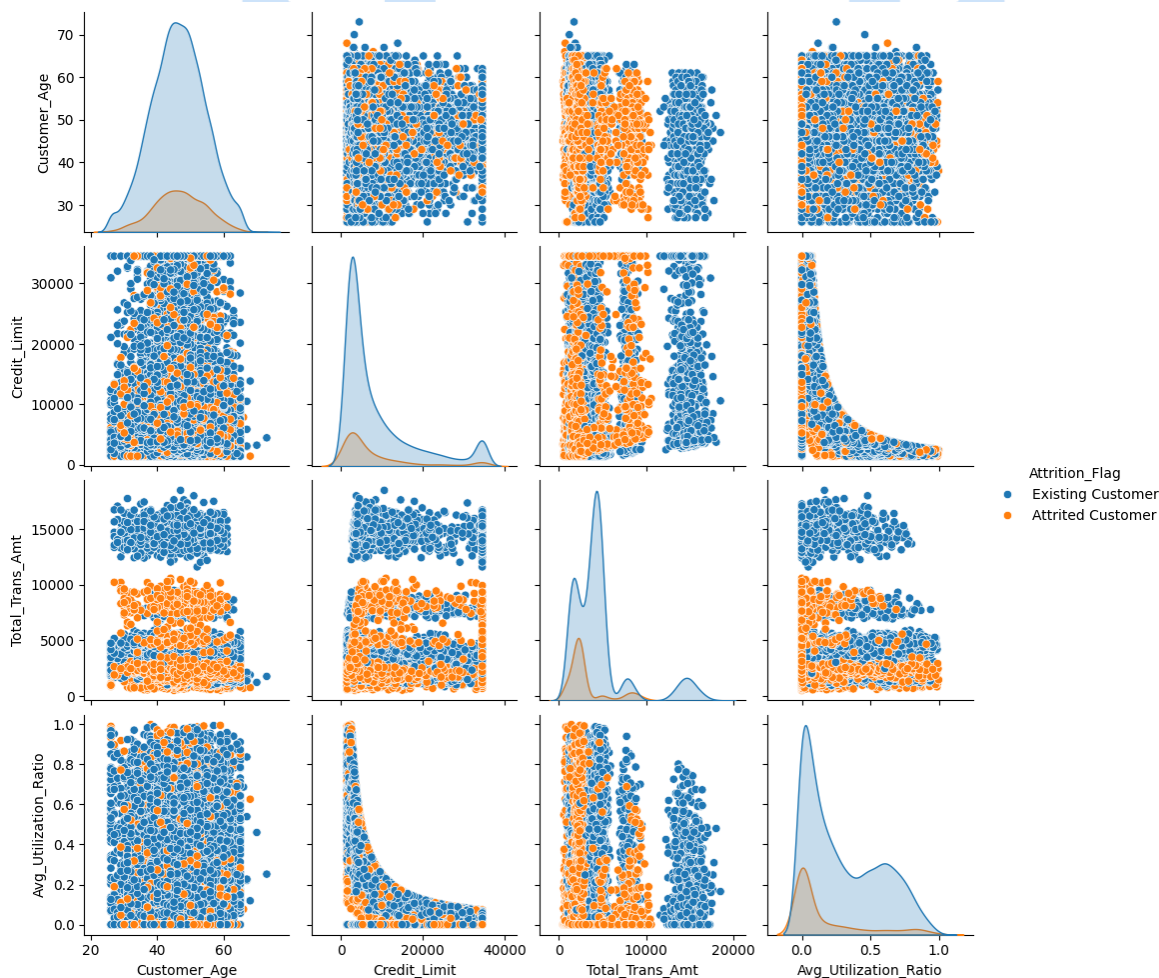 Customer_Age
70
60
50
40
30
Credit_Limit
30000
20000
10000
0
Total_Trans_Amt
15000
10000
5000
0
Avg_Utilization_Ratio
1.0
0.8
0.6
0.4
0.2
0.0
20 40 60
0 20000 40000
0 10000 20000
0.0 0.5 1.0
Customer_Age
Credit_Limit
Total_Trans_Amt
Avg_Utilization_Ratio
Attrition_Flag
Existing Customer
Attrited Customer